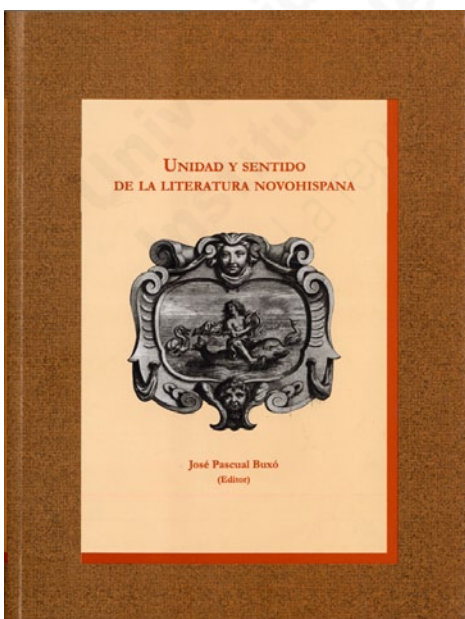 UNIDAD Y SENTIDO
DE LA LITERATURA NOVOHISPANA
José Pascual Buxó
(Editor)